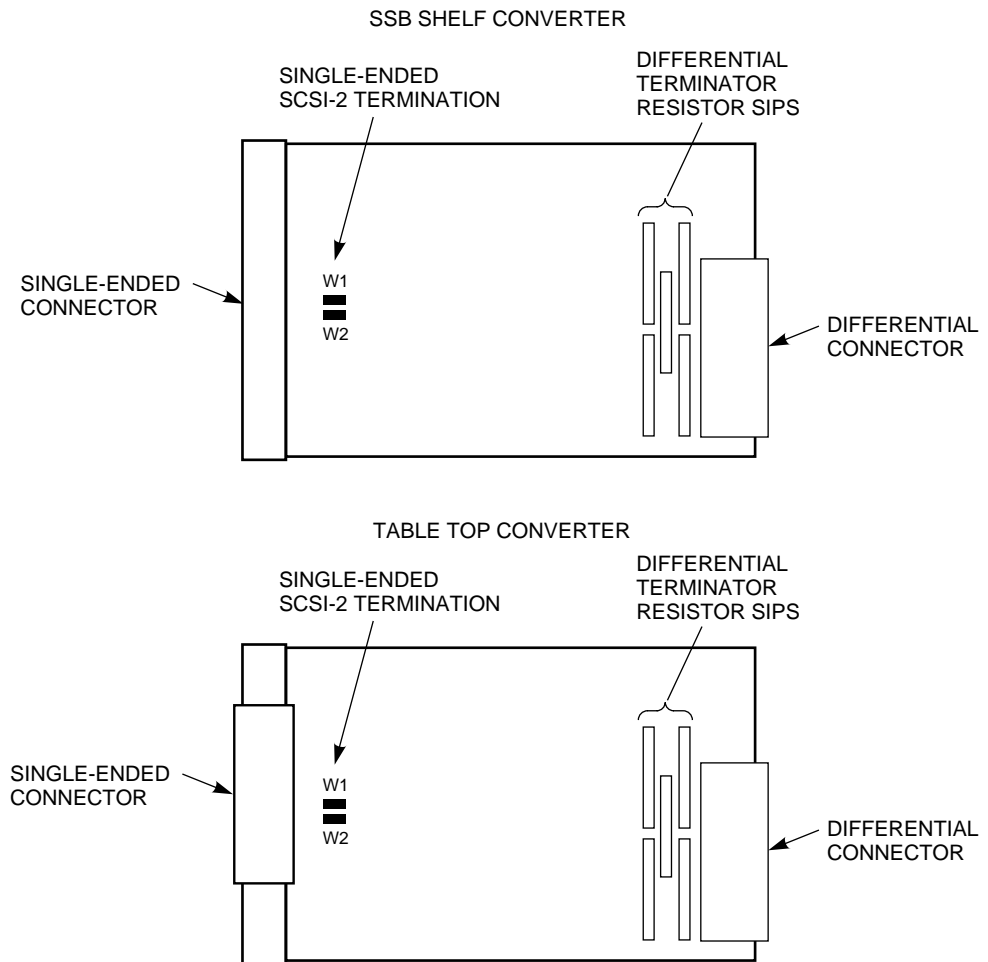 SSB SHELF CONVERTER
SINGLE-ENDED
SCSI-2 TERMINATION
DIFFERENTIAL
TERMINATOR
RESISTOR SIPS
SINGLE-ENDED
CONNECTOR
W1
W2
DIFFERENTIAL
CONNECTOR
TABLE TOP CONVERTER
SINGLE-ENDED
SCSI-2 TERMINATION
DIFFERENTIAL
TERMINATOR
RESISTOR SIPS
SINGLE-ENDED
CONNECTOR
W1
W2
DIFFERENTIAL
CONNECTOR